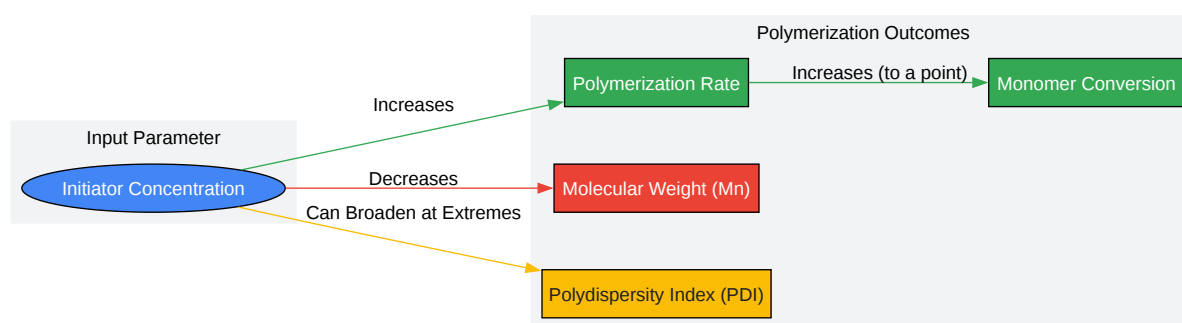 Polymerization Outcomes
Polymerization Rate
Increases (to a point)
Monomer Conversion
Increases
Input Parameter
Initiator Concentration
Decreases
Molecular Weight (Mn)
Can Broaden at Extremes
Polydispersity Index (PDI)